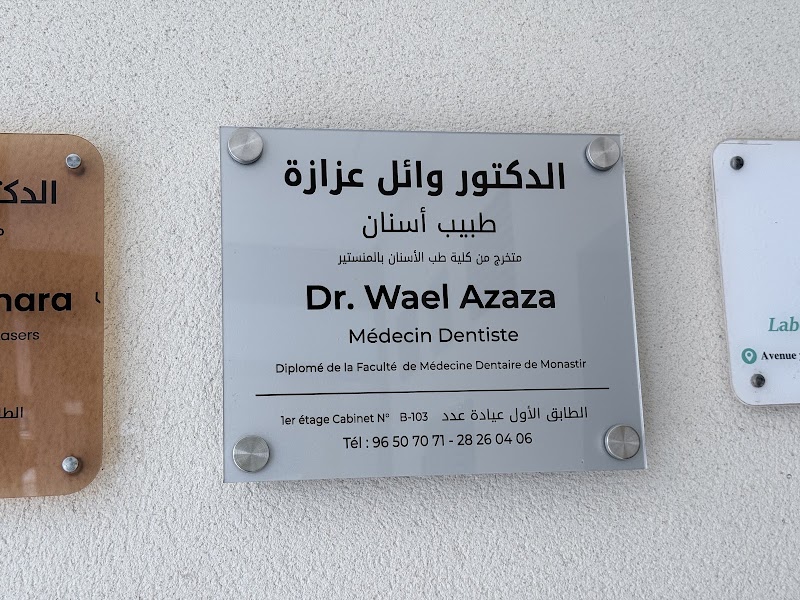 الدكتور وائل عزازة
طبيب أسنان
متخرج من كلية طب الأسنان بالمنستير
Dr. Wael Azaza
Médecin Dentiste
Diplomé de la Faculté de Médecine Dentaire de Monastir
1er étage Cabinet N° B-103 الطابق الأول عيادة عدد
Tél : 96 50 70 71 - 28 26 04 06
Avenue